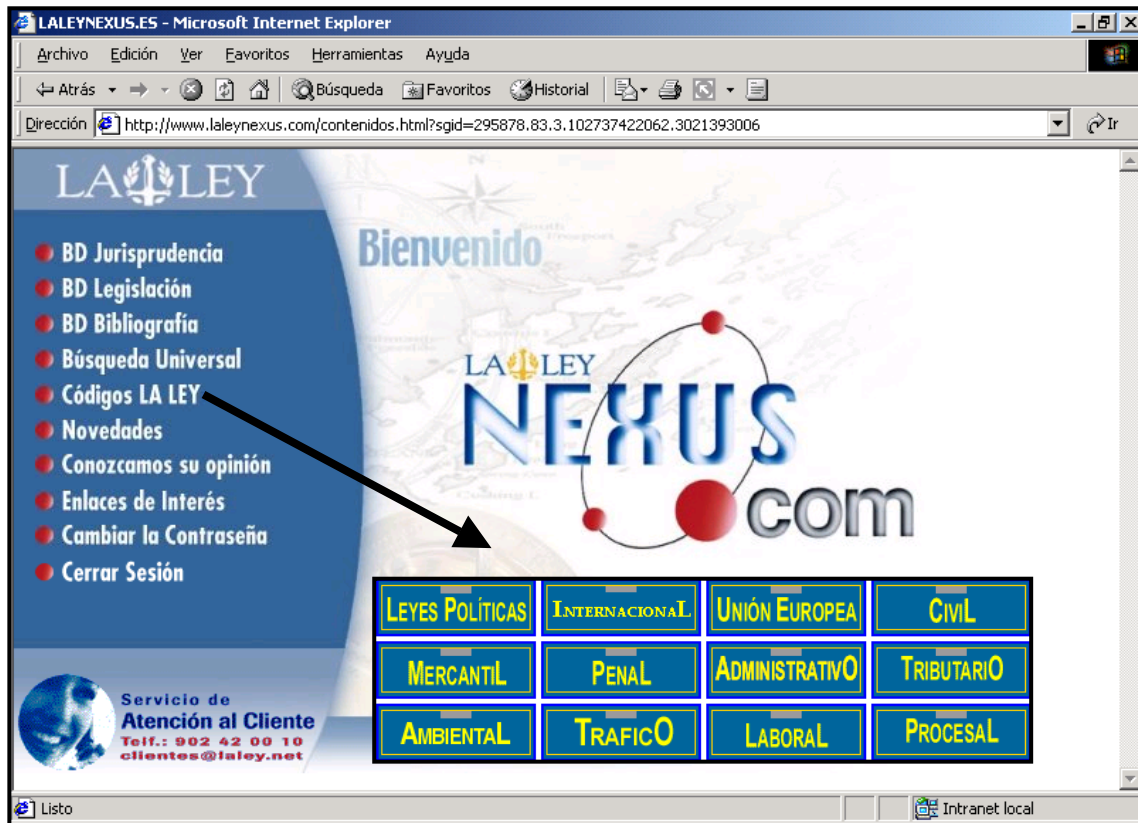 LALEYNEXUS.ES - Microsoft Internet Explorer
Archivo Edición Ver Favoritos Herramientas Ayuda
Atrás Búsqueda Favoritos Historial
Dirección http://www.laleynexus.com/contenidos.html?sgid=295878.83.3.102737422062.3021393006 Ir
LA LEY
BD Jurisprudencia
BD Legislación
BD Bibliografía
Búsqueda Universal
Códigos LA LEY
Novedades
Conozcamos su opinión
Enlaces de Interés
Cambiar la Contraseña
Cerrar Sesión
Bienvenido
LA LEY
NEXUS
.com
LEYES POLÍTICAS INTERNACIONAL UNIÓN EUROPEA CIVIL
MERCANTIL PENAL ADMINISTRATIVO TRIBUTARIO
AMBIENTAL TRAFICO LABORAL PROCESAL
Servicio de
Atención al Cliente
Telf.: 902 42 00 10
clientes@laley.net
Listo Intranet local